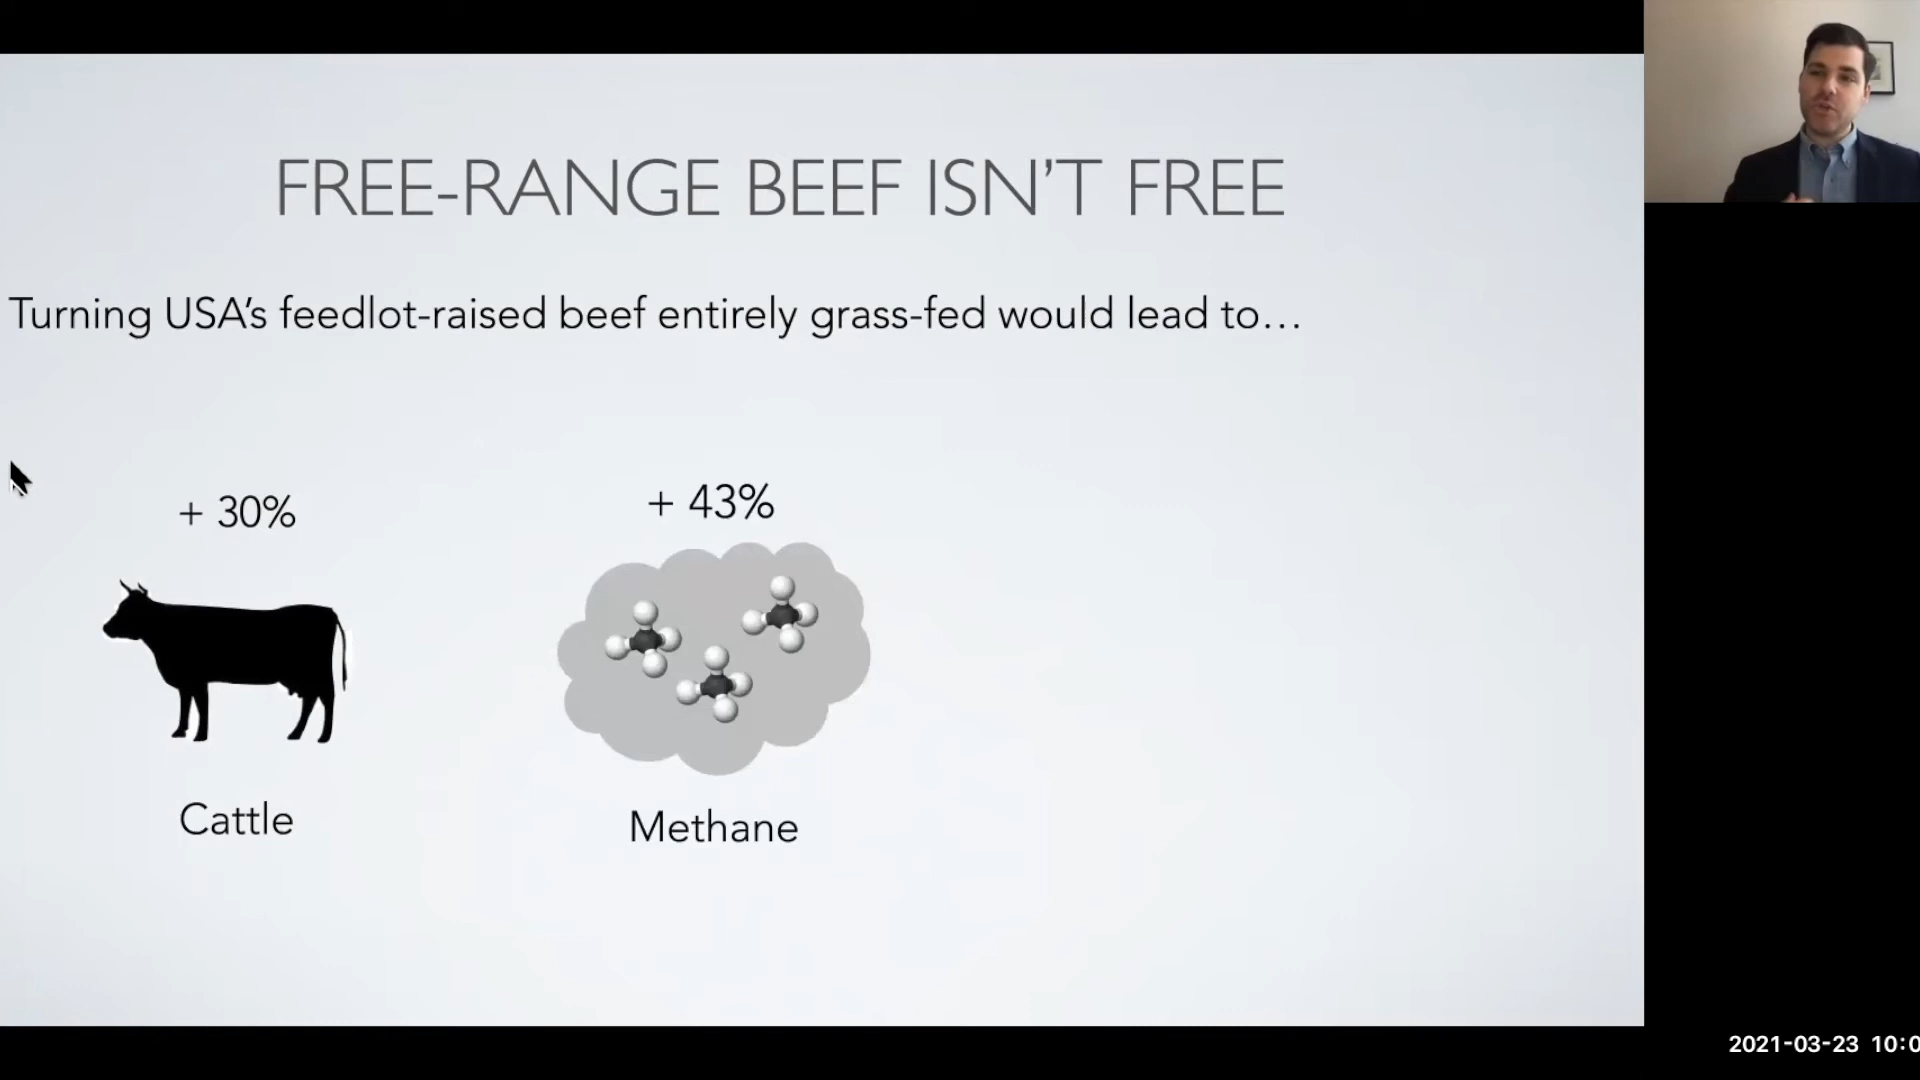 FREE-RANGE BEEF ISN'T FREE
Turning USA's feedlot-raised beef entirely grass-fed would lead to...
+ 30%
+ 43%
Cattle
Methane
2021-03-23 10:0